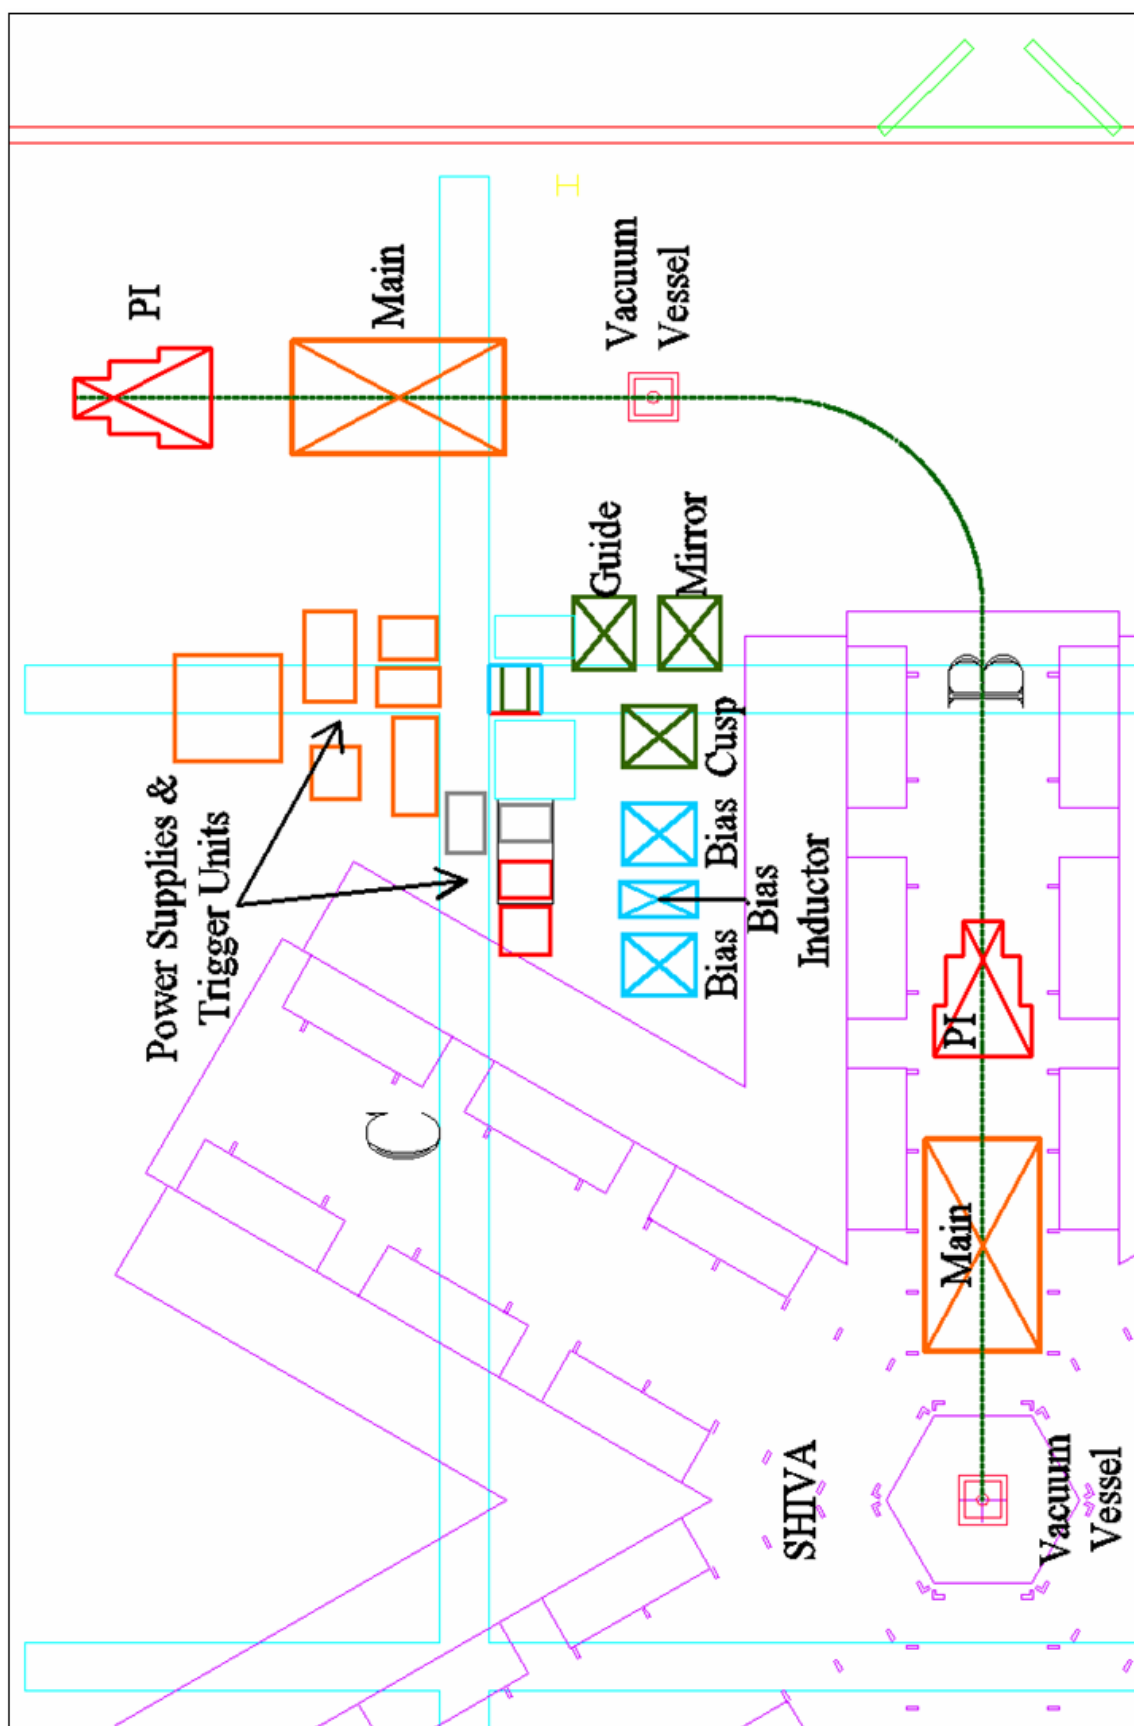 PI
Power Supplies &
Trigger Units
Main
C
Guide
Vacuum
Vessel
Mirror
Bias
Bias
Cusp
Bias
Inductor
SHIVA
Main
PI
B
Vacuum
Vessel